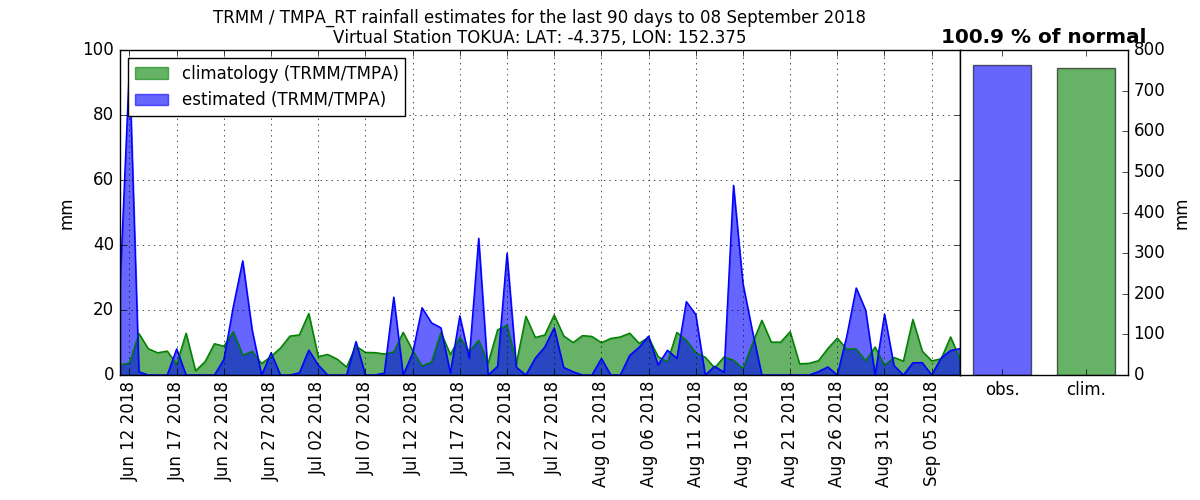 TRMM / TMPA_RT rainfall estimates for the last 90 days to 08 September 2018
Virtual Station TOKUA: LAT: -4.375, LON: 152.375
100.9 % of normal
climatology (TRMM/TMPA)
estimated (TRMM/TMPA)
100
80
60
40
20
0
mm
Jun 12 2018
Jun 17 2018
Jun 22 2018
Jun 27 2018
Jul 02 2018
Jul 07 2018
Jul 12 2018
Jul 17 2018
Jul 22 2018
Jul 27 2018
Aug 01 2018
Aug 06 2018
Aug 11 2018
Aug 16 2018
Aug 21 2018
Aug 26 2018
Aug 31 2018
Sep 05 2018
800
700
600
500
400
300
200
100
0
mm
obs.
clim.